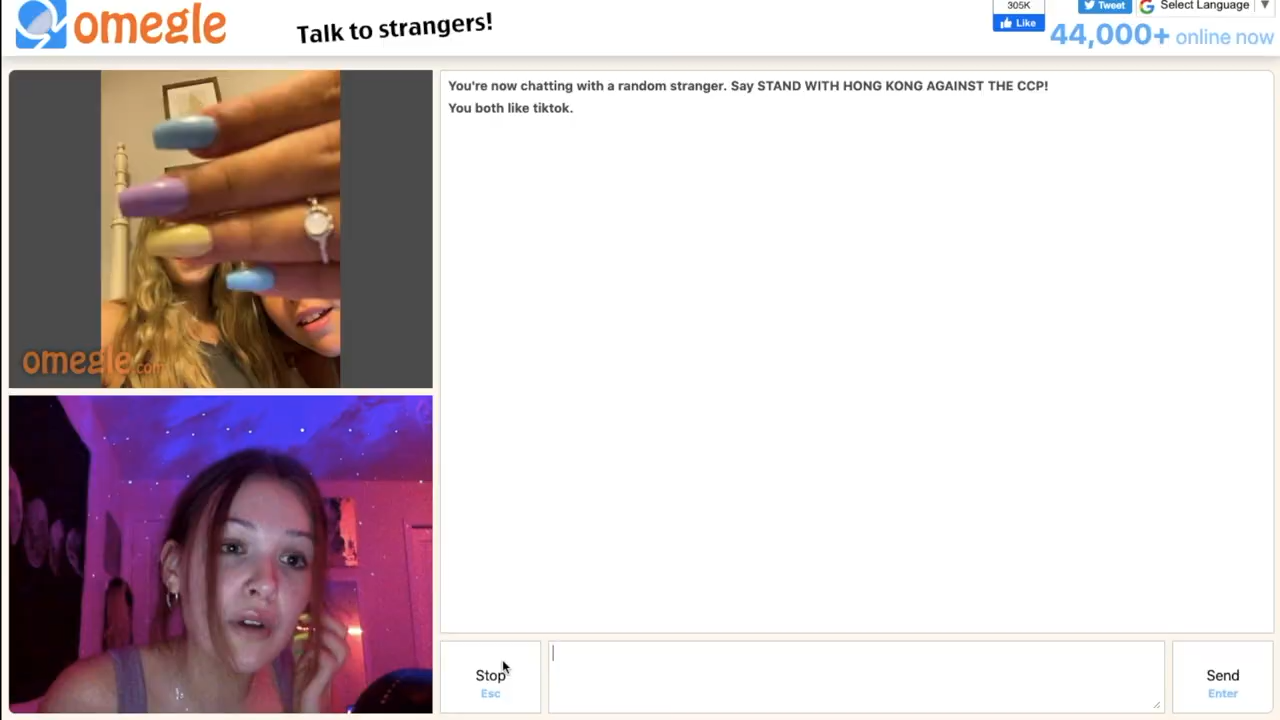 omegle
Talk to strangers!
305K
Like
Tweet
Select Language
44,000+ online now
You're now chatting with a random stranger. Say STAND WITH HONG KONG AGAINST THE CCP!
You both like tiktok.
omegle.com
Stop
Esc
Send
Enter